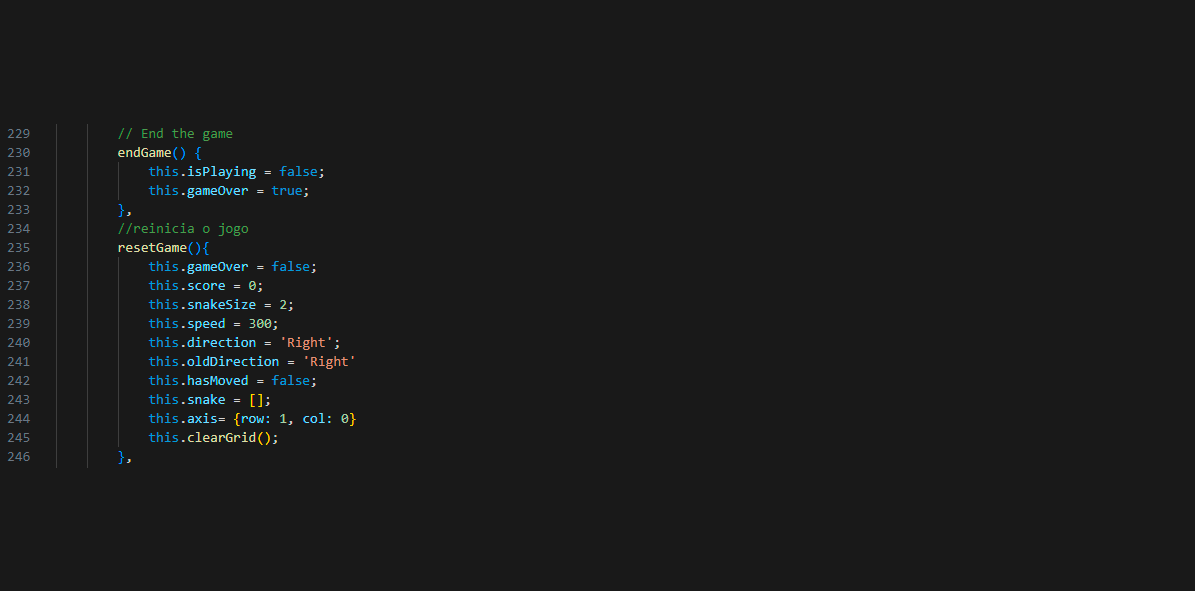 229 // End the game
230 endGame() {
231 this.isPlaying = false;
232 this.gameOver = true;
233 },
234 //reinicia o jogo
235 resetGame(){
236 this.gameOver = false;
237 this.score = 0;
238 this.snakeSize = 2;
239 this.speed = 300;
240 this.direction = 'Right';
241 this.oldDirection = 'Right'
242 this.hasMoved = false;
243 this.snake = [];
244 this.axis= {row: 1, col: 0}
245 this.clearGrid();
246 },